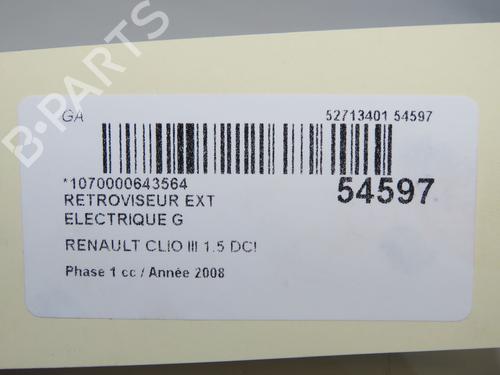 GA 52713401 54597
*1070000643564 54597
RETROVISEUR EXT
ELECTRIQUE G
RENAULT CLIO III 1.5 DCI
Phase 1 cc / Année 2008
B-PARTS